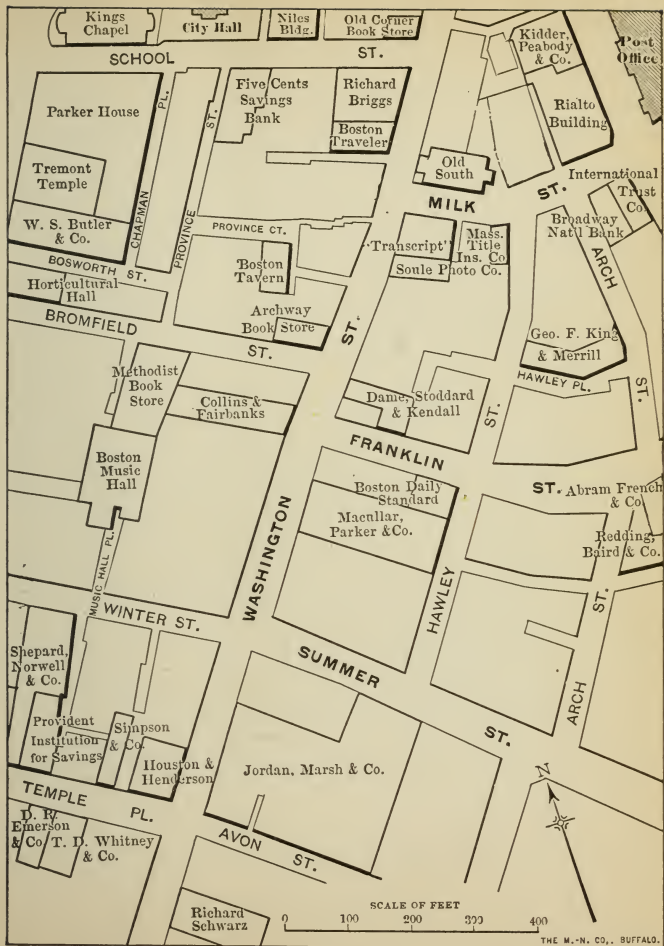 Kings
Chapel
City Hall
Niles
Bldg.
Old Corner
Book Store
Kidder,
Peabody
& Co.
Post
Office
SCHOOL ST.
Parker House
PL.
ST.
Five Cents
Savings
Bank
Richard
Briggs
Boston
Traveler
Rialto
Building
Tremont
Temple
Old
South
International
Trust
Co.
W. S. Butler
& Co.
CHAPMAN
PROVINCE
MILK ST.
Broadway
Nat'l Bank
PROVINCE CT.
"Transcript"
Mass.
Title
Ins. Co.
Soule Photo Co.
ARCH
BOSWORTH ST.
Boston
Tavern
Horticultural
Hall
Archway
Book Store
BROMFIELD
ST.
ST.
Geo. F. King
& Merrill
HAWLEY PL.
ST.
Methodist
Book
Store
Collins &
Fairbanks
Dame, Stoddard
& Kendall
ST.
FRANKLIN
ST.
Boston
Music
Hall
Boston Daily
Standard
Abram French
& Co.
Macullar,
Parker & Co.
Redding,
Baird & Co.
MUSIC HALL PL.
WASHINGTON
HAWLEY
ST.
WINTER ST.
SUMMER
ST.
ARCH
Shepard,
Norwell
& Co.
Provident
Institution
for Savings
Simpson
& Co.
Houston &
Henderson
Jordan, Marsh & Co.
N
TEMPLE PL.
D. R.
Emerson
& Co.
T. D. Whitney
& Co.
AVON
ST.
Richard
Schwarz
SCALE OF FEET
0 100 200 300 400
THE M.-N. CO., BUFFALO.